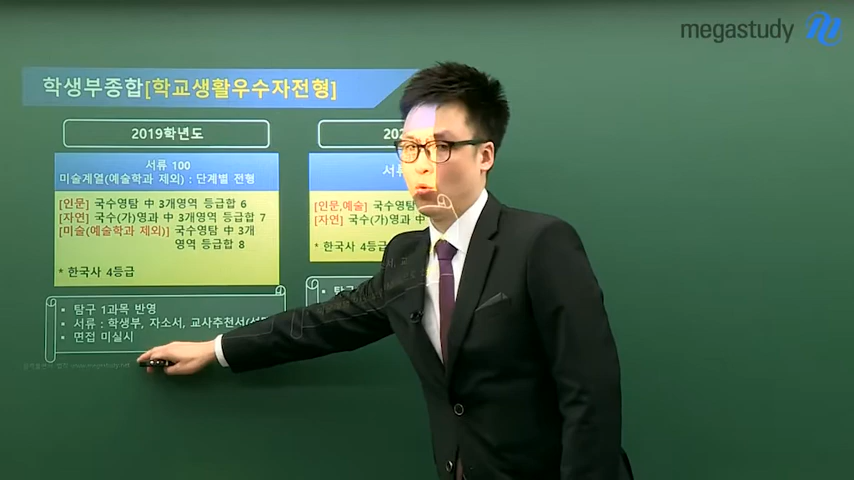 megastudy
학생부종합[학교생활우수자전형]
2019학년도
서류 100
미술계열(예술학과 제외) : 단계별 전형
[인문] 국수영탐 中 3개영역 등급합 6
[자연] 국수(가)영과 中 3개영역 등급합 7
[미술(예술학과 제외)] 국수영탐 中 3개
영역 등급합 8
* 한국사 4등급
▪ 탐구 1과목 반영
▪ 서류 : 학생부, 자소서, 교사추천서
▪ 면접 미실시
[인문,예술] 국수영탐
[자연] 국수(가)영과 中
* 한국사 4등급